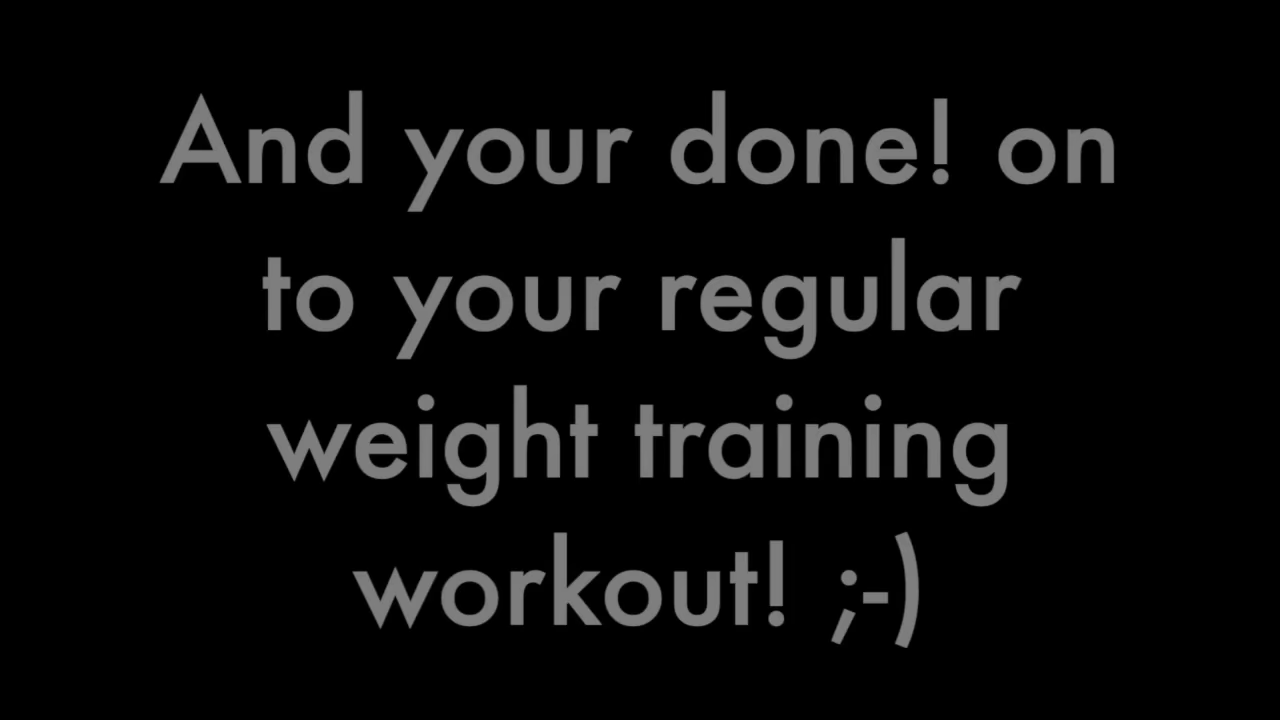 And your done! on
to your regular
weight training
workout! ;-)